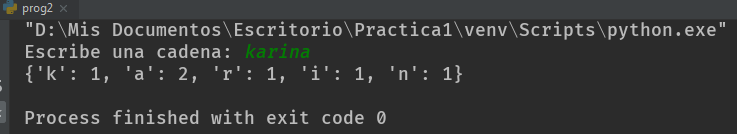 prog2 ×
"D:\Mis Documentos\Escritorio\Practica1\venv\Scripts\python.exe"
Escribe una cadena: karina
{'k': 1, 'a': 2, 'r': 1, 'i': 1, 'n': 1}
Process finished with exit code 0